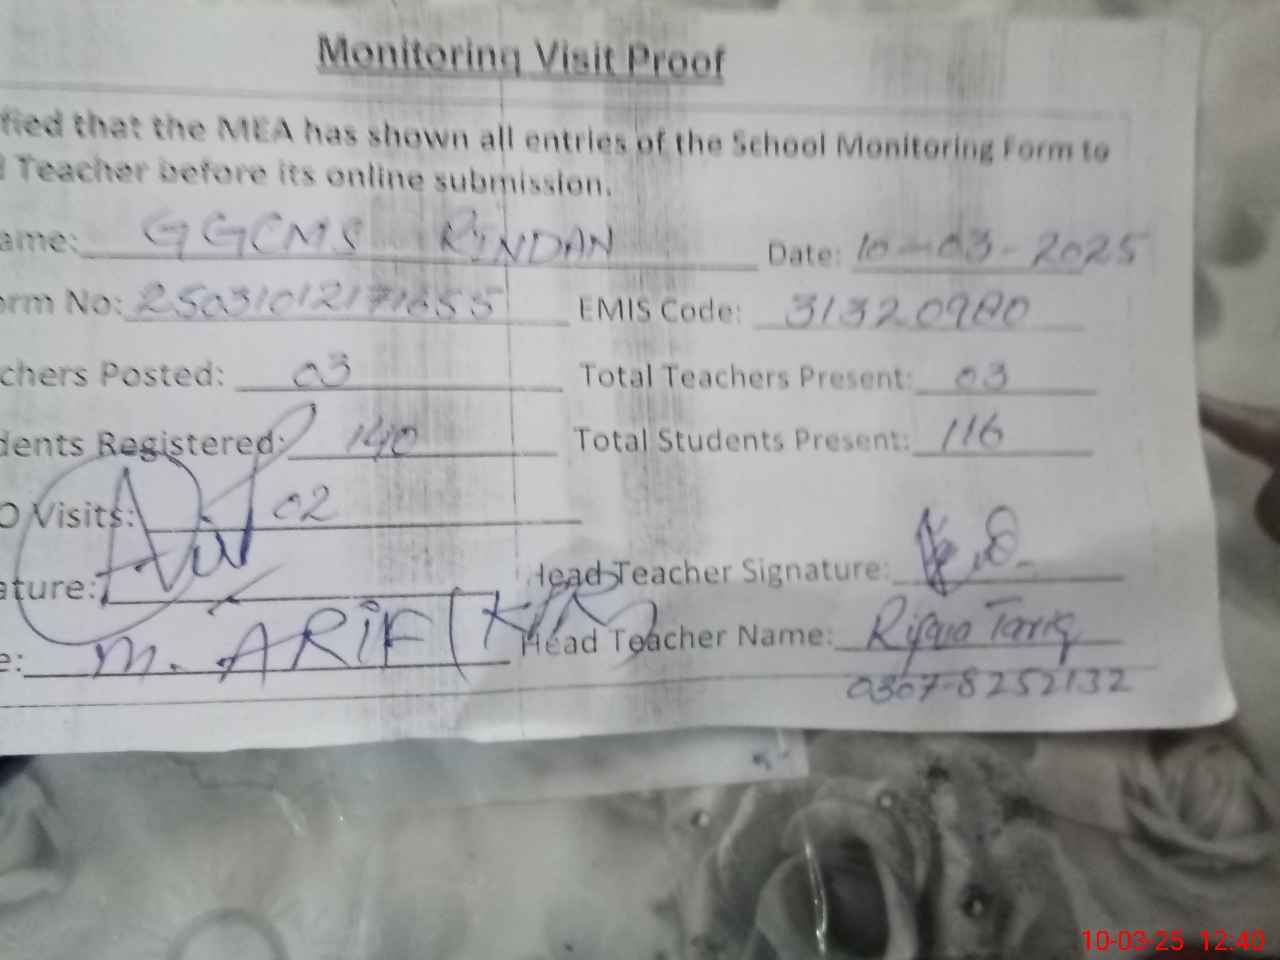 Monitoring Visit Proof
fied that the MEA has shown all entries of the School Monitoring Form to
Teacher before its online submission.
ame: GGCMS RINDAN Date: 10-03-2025
orm No: EMIS Code: 31320980
chers Posted: 03 Total Teachers Present: 03
dents Registered: 140 Total Students Present: 116
O Visits: 02
ature: Head Teacher Signature:
e: M. ARIF Head Teacher Name: Tariq
0307-8252132
10-03-25 12:40